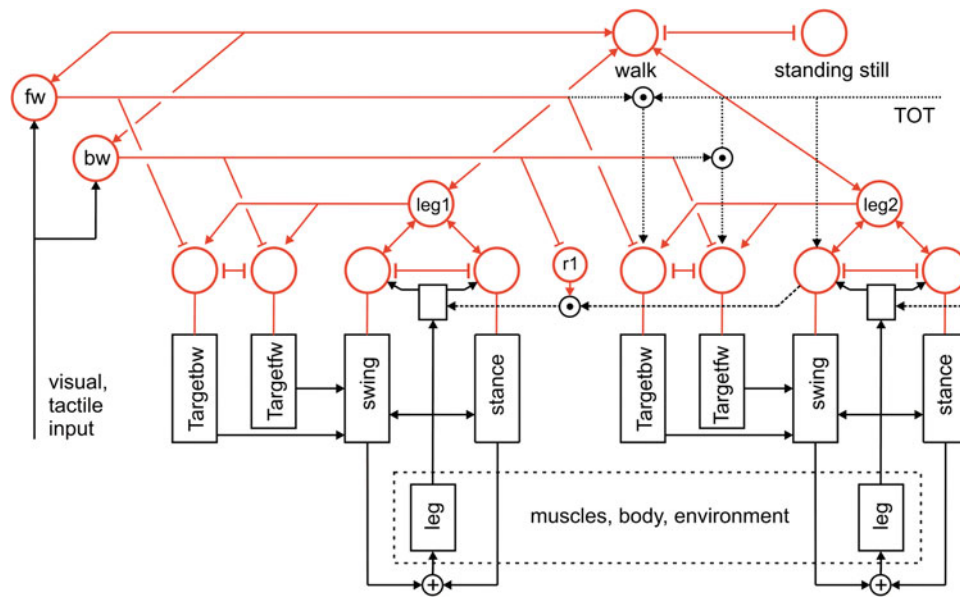 walk
standing still
fw
TOT
bw
leg1
leg2
r1
Targetbw
Targetfw
swing
stance
Targetbw
Targetfw
swing
stance
visual,
tactile
input
leg
muscles, body, environment
leg
+
+